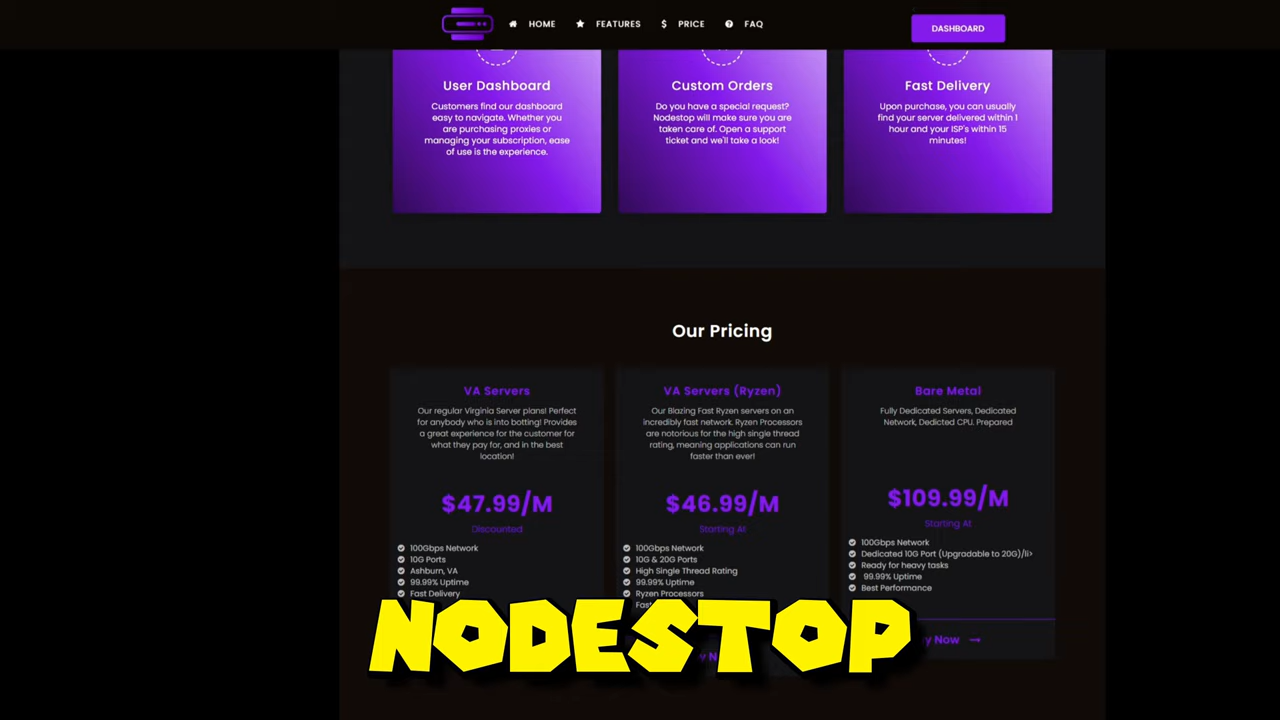 HOME FEATURES $ PRICE FAQ DASHBOARD
User Dashboard
Customers find our dashboard
easy to navigate. Whether you
are purchasing proxies or
managing your subscription, ease
of use is the experience.
Custom Orders
Do you have a special request?
Nodestop will make sure you are
taken care of. Open a support
ticket and we'll take a look!
Fast Delivery
Upon purchase, you can usually
find your server delivered within 1
hour and your ISP's within 15
minutes!
Our Pricing
VA Servers
Our regular Virginia Server plans! Perfect
for anybody who is into botting! Provides
a great experience for the customer for
what they pay for, and in the best
location!
$47.99/M
Discounted
100Gbps Network
10G Ports
Ashburn, VA
99.99% Uptime
Fast Delivery
VA Servers (Ryzen)
Our Blazing Fast Ryzen servers on an
incredibly fast network. Ryzen Processors
are notorious for the high single thread
rating, meaning applications can run
faster than ever!
$46.99/M
Starting At
100Gbps Network
10G & 20G Ports
High Single Thread Rating
99.99% Uptime
Ryzen Processors
Bare Metal
Fully Dedicated Servers, Dedicated
Network, Dedicted CPU. Prepared
$109.99/M
Starting At
100Gbps Network
Dedicated 10G Port (Upgradable to 20G)/li>
Ready for heavy tasks
99.99% Uptime
Best Performance
Now
NODESTOP